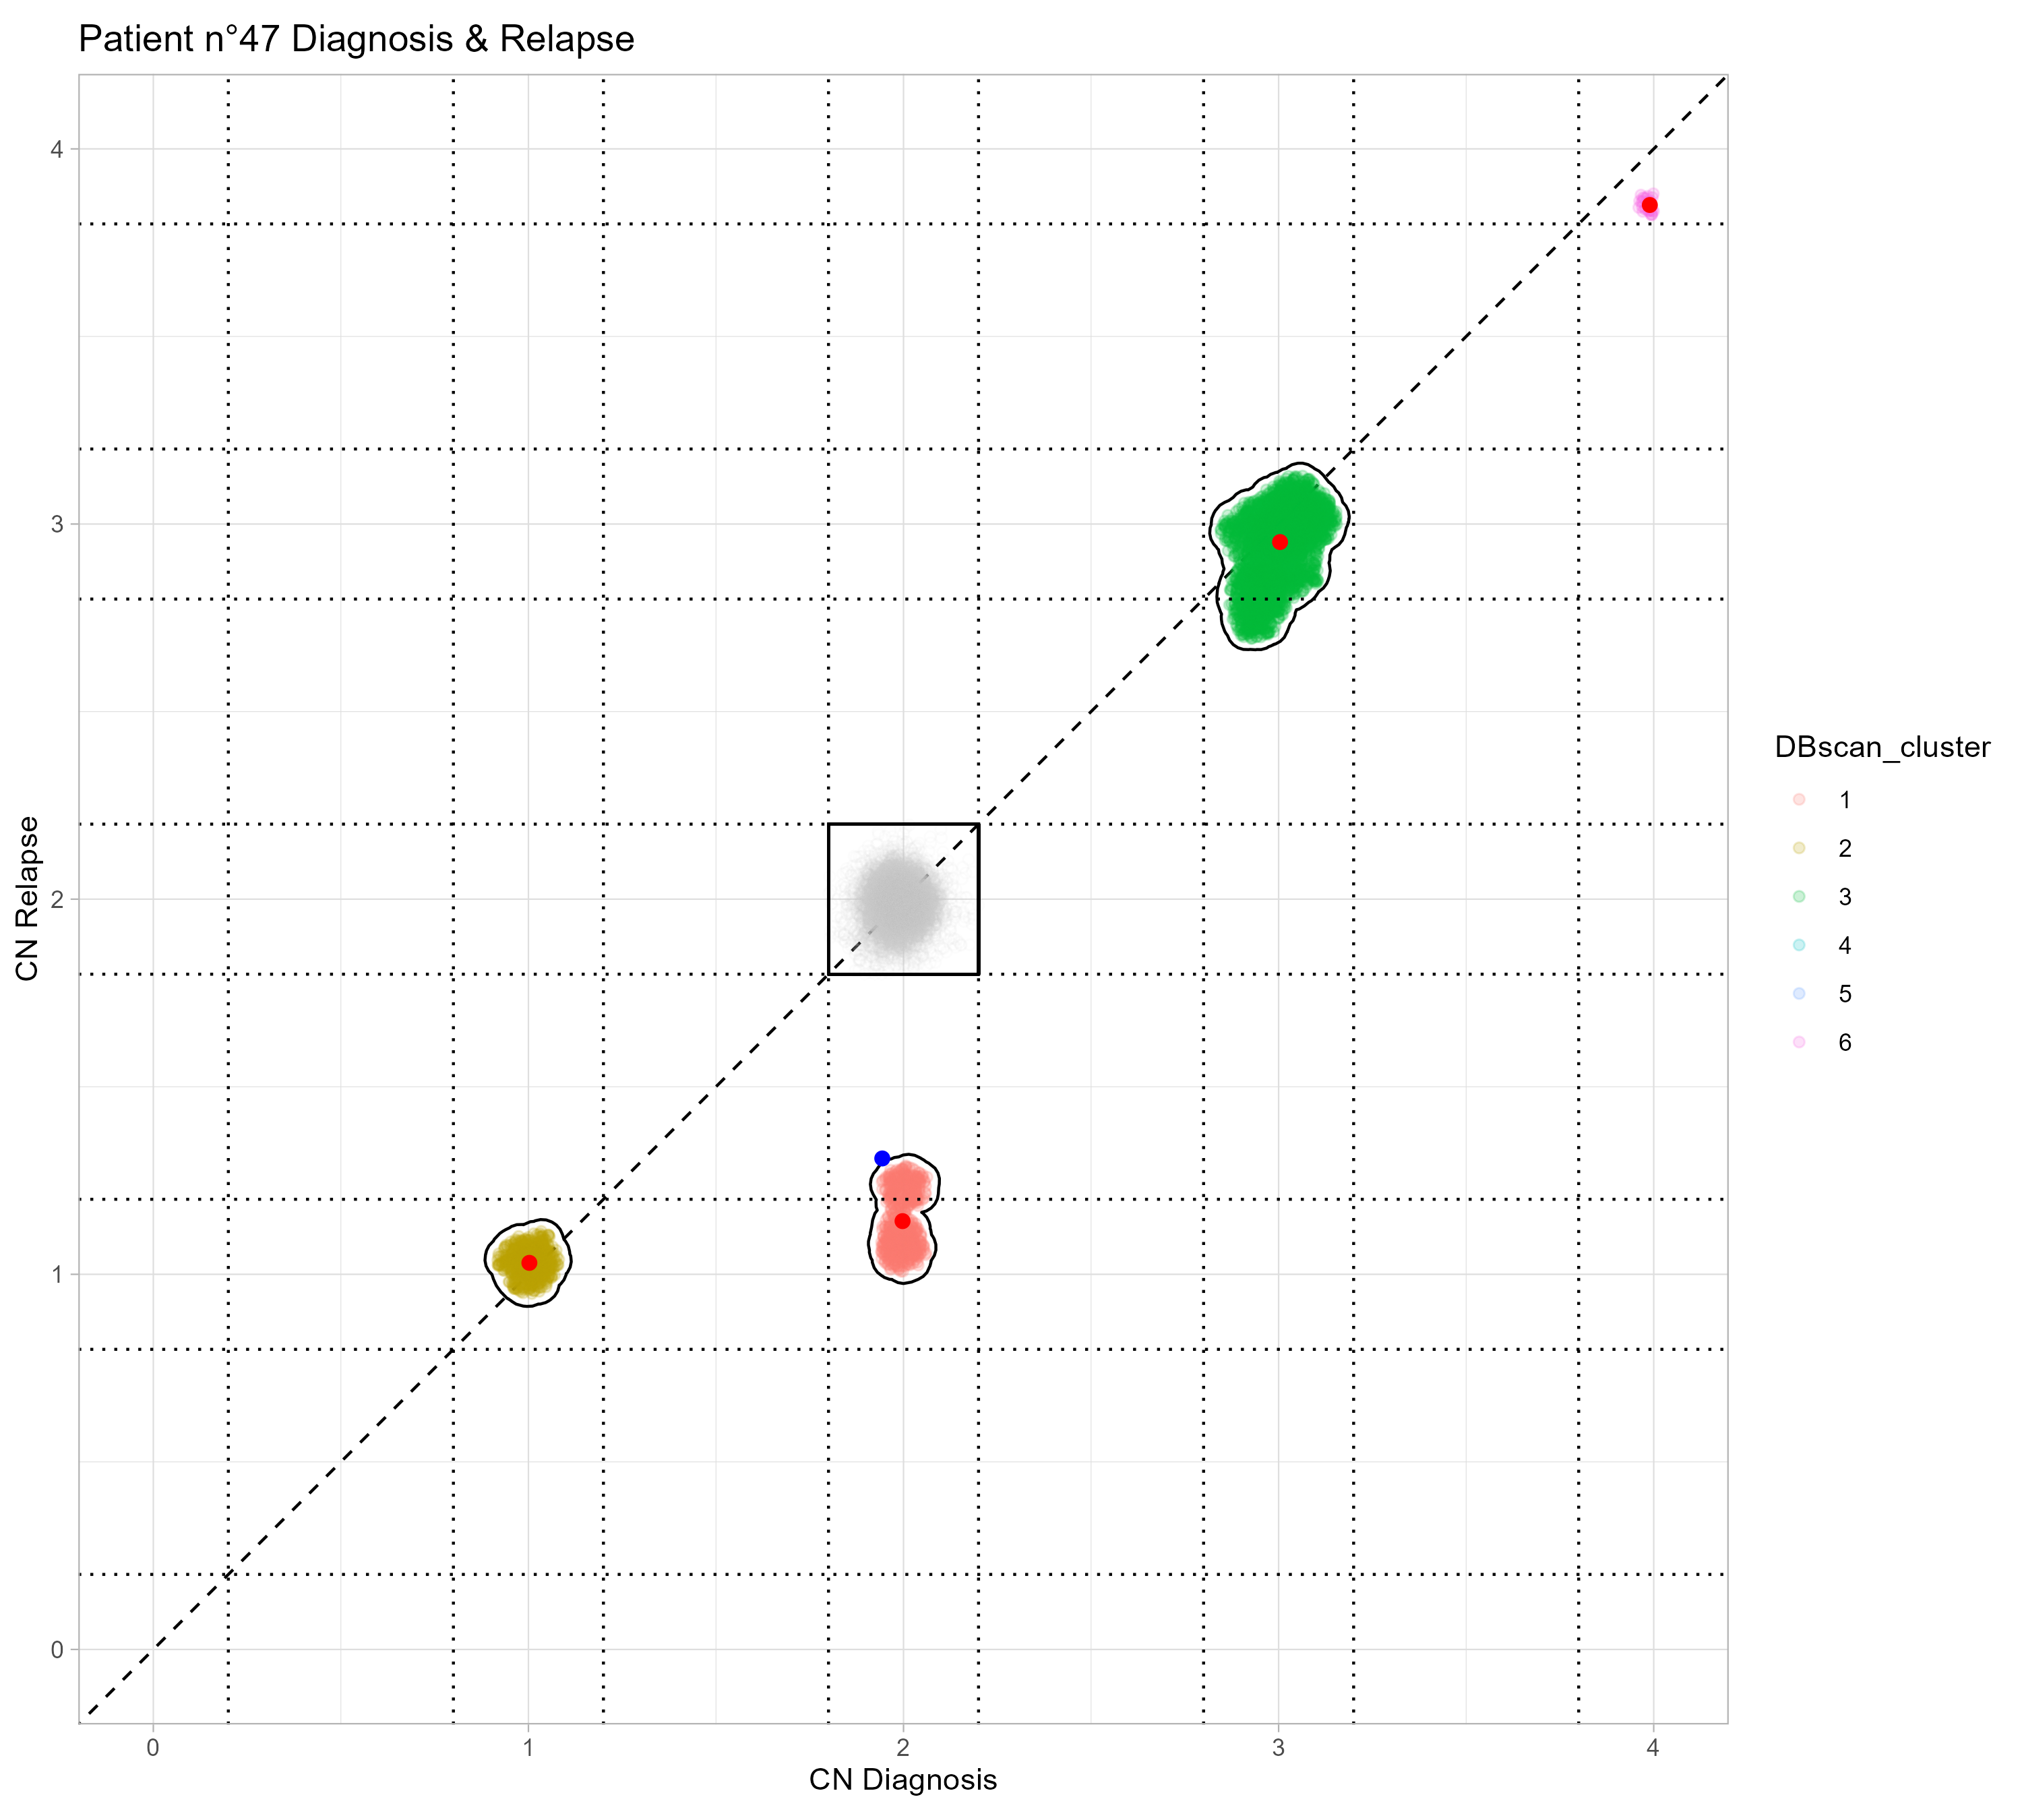 Patient n°47 Diagnosis & Relapse
4
3
2
1
0
CN Relapse
0 1 2 3 4
CN Diagnosis
DBscan_cluster
1
2
3
4
5
6